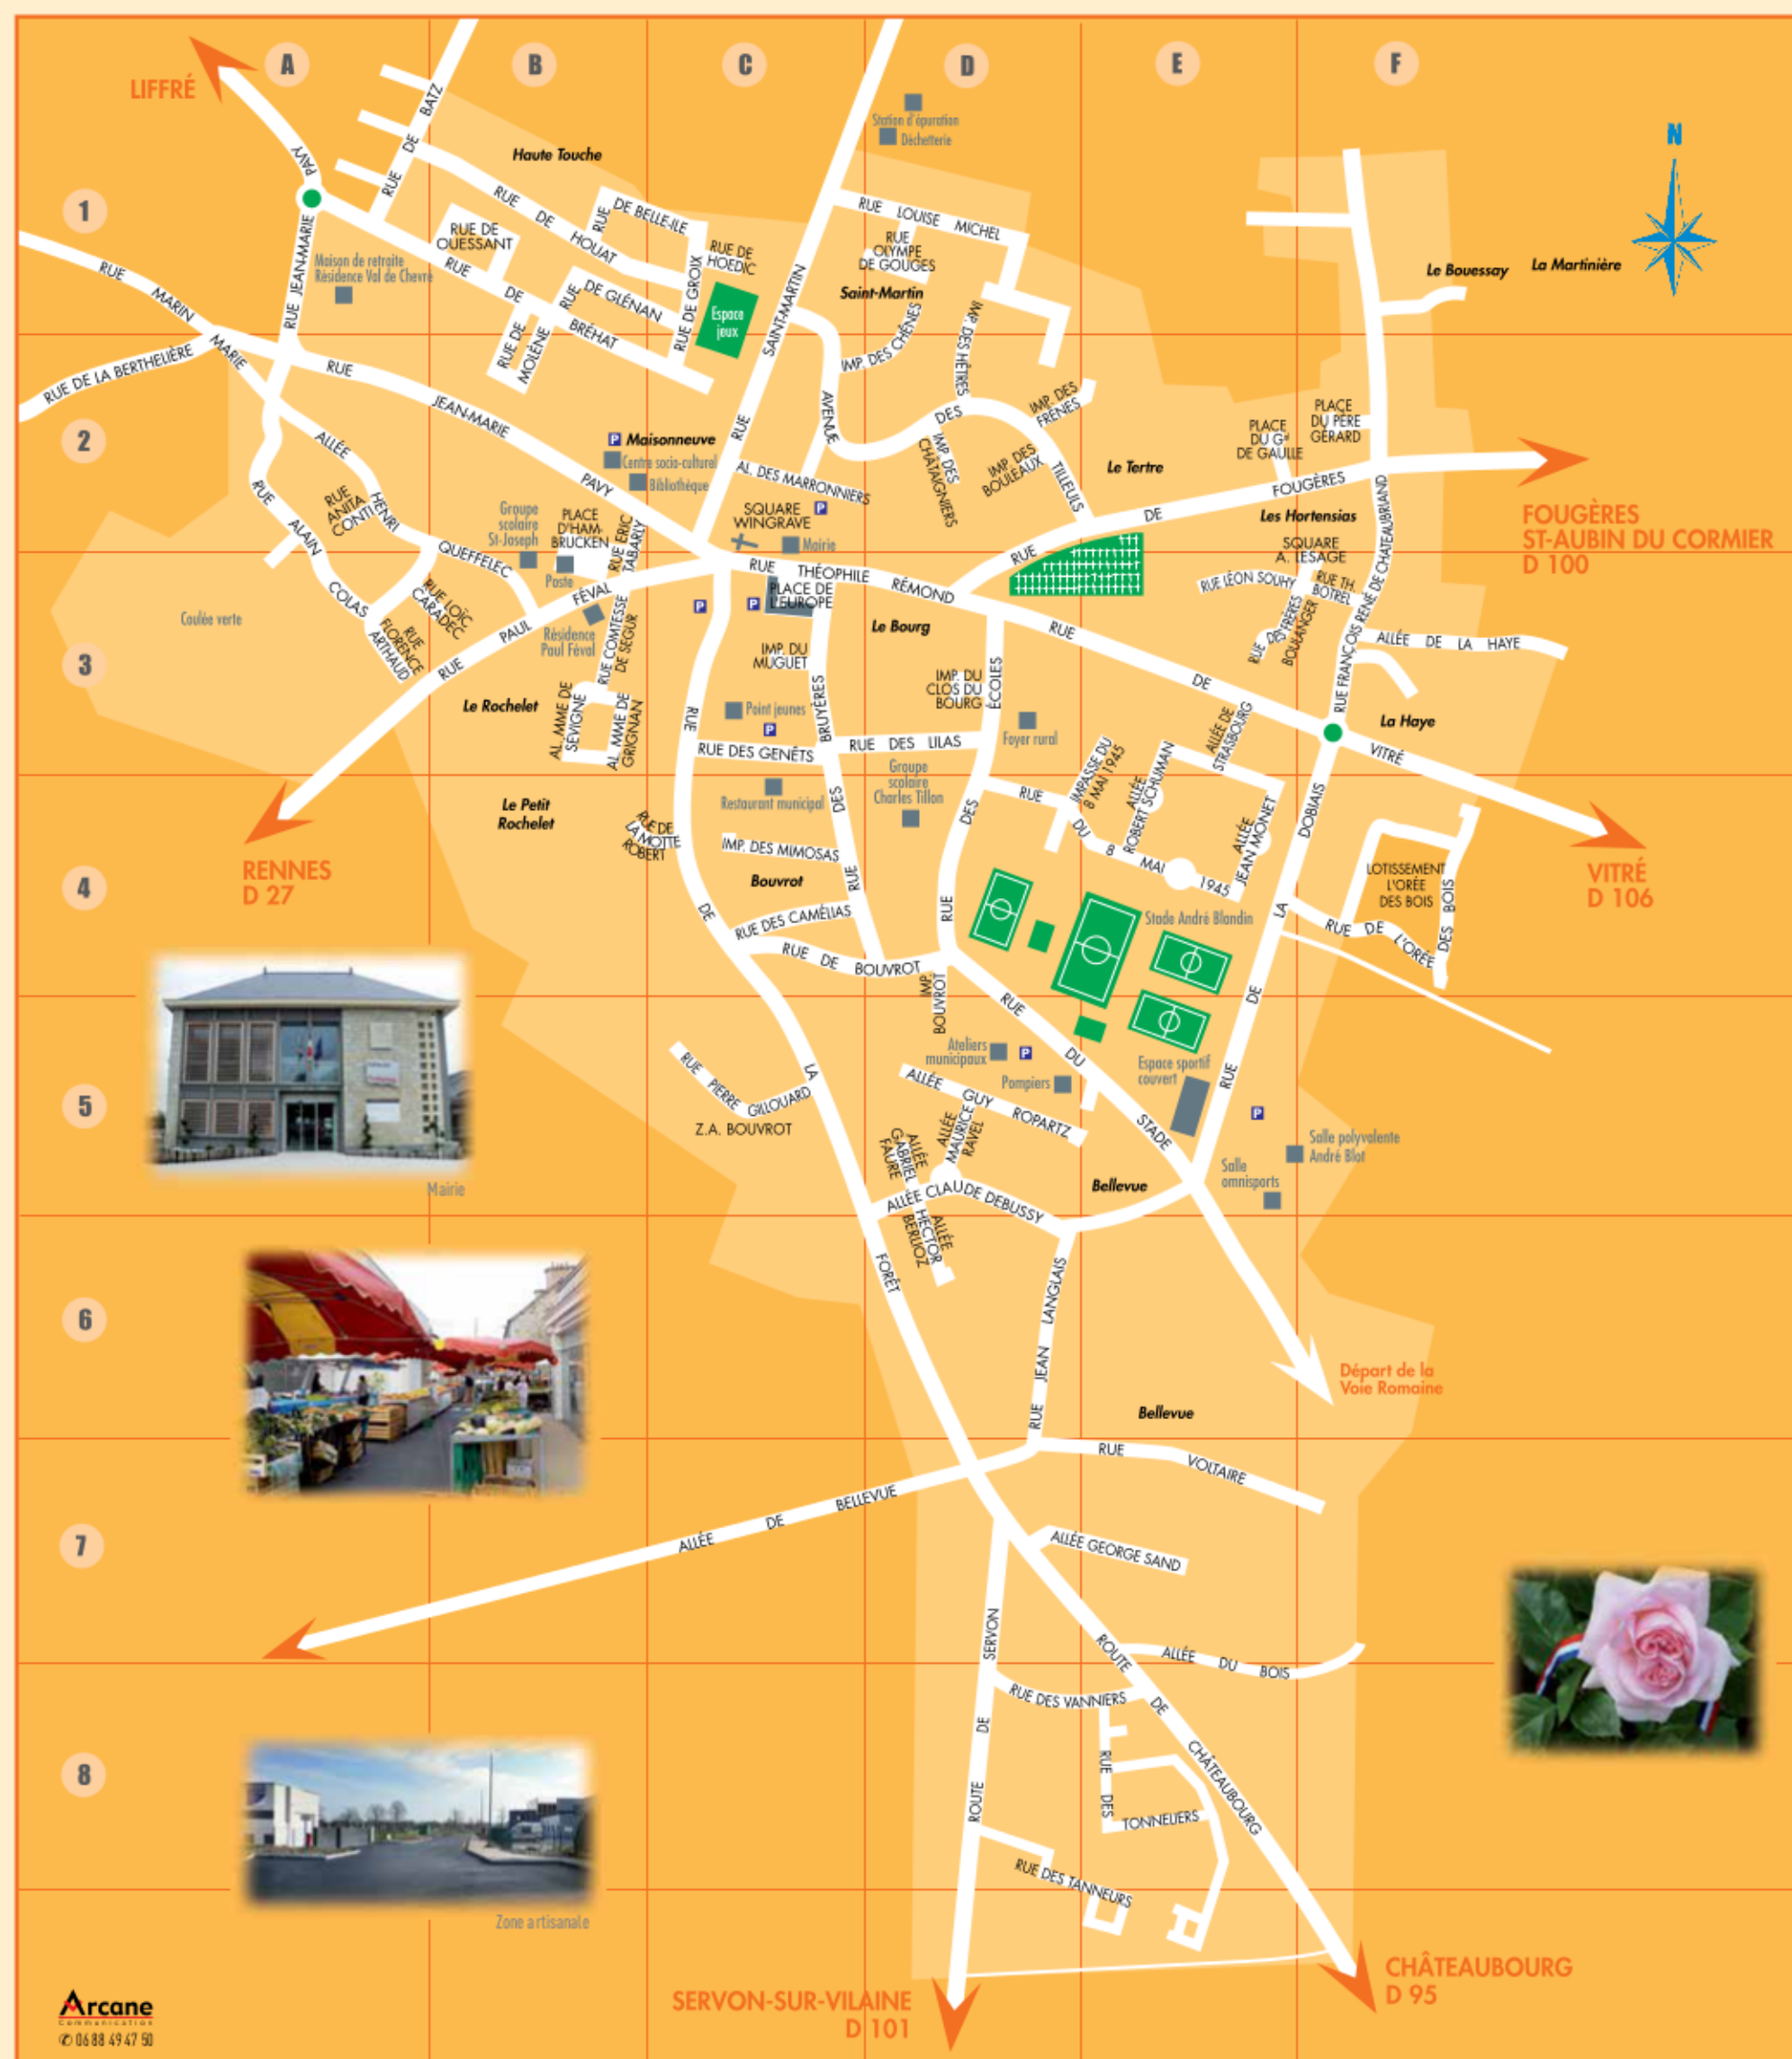 A
B
C
D
E
F
1
2
3
4
5
6
7
8
N
LIFFRÉ
RUE JEAN-MARIE PAVY
RUE DE BATZ
Haute Touche
RUE DE HOUAT
RUE DE BELLE-ILE
RUE DE
OUESSANT
RUE DE
HOEDIC
RUE DE GROIX
RUE DE GLÉNAN
RUE DE BRÉHAT
RUE DE
MOLÈNE
Espace
jeux
Maison de retraite
Résidence Val de Chevré
RUE MARIN MARIE
RUE DE LA BERTHELIÈRE
Station d'épuration
Déchetterie
RUE LOUISE MICHEL
RUE
OLYMPE
DE GOUGES
Saint-Martin
RUE SAINT-MARTIN
IMP. DES CHÊNES
IMP. DES HÊTRES
IMP. DES
FRÊNES
AVENUE DES TILLEULS
IMP. DES
CHÂTAIGNIERS
IMP. DES
BOULEAUX
Le Bouessay
La Martinière
Le Tertre
PLACE
DU PÈRE
GÉRARD
PLACE
DU Gal
DE GAULLE
RUE DE FOUGÈRES
FOUGÈRES
ST-AUBIN DU CORMIER
D 100
Les Hortensias
SQUARE
A. LESAGE
RUE LÉON SOUHY
RUE TH.
BOTREL
RUE DES FRÈRES
BOULANGER
RUE FRANÇOIS RENÉ DE CHATEAUBRIAND
ALLÉE DE LA HAYE
La Haye
RUE JEAN-MARIE PAVY
P
Maisonneuve
Centre socio-culturel
Bibliothèque
AL. DES MARRONNIERS
SQUARE
WINGRAVE
P
Mairie
ALLÉE HENRI QUEFFELEC
RUE
ANITA
CONTI
RUE ALAIN COLAS
Groupe
scolaire
St-Joseph
PLACE
D'HAM-
BRUCKEN
RUE ERIC
TABARLY
Poste
RUE LOÏC
CARADEC
RUE
FLORENCE
ARTHAUD
Coulée verte
RUE PAUL FÉVAL
Résidence
Paul Féval
RUE COMTESSE
DE SEGUR
AL. MME DE
SÉVIGNÉ
AL. MME DE
GRIGNAN
Le Rochelet
Le Petit
Rochelet
RENNES
D 27
RUE THÉOPHILE RÉMOND
P
P
PLACE DE
L'EUROPE
Le Bourg
IMP. DU
MUGUET
Point jeunes
P
RUE DES BRUYÈRES
RUE DES GENÊTS
RUE DES LILAS
IMP. DU
CLOS DU
BOURG
RUE DES ÉCOLES
Foyer rural
RUE DE VITRÉ
VITRÉ
D 106
Restaurant municipal
Groupe
scolaire
Charles Tillon
RUE DE
LA MOTTE
ROBERT
IMP. DES MIMOSAS
Bouvrot
RUE DES CAMÉLIAS
RUE DE BOUVROT
IMP.
BOUVROT
IMPASSE DU
8 MAI 1945
ALLÉE
ROBERT SCHUMAN
ALLÉE DE
STRASBOURG
ALLÉE
JEAN MONET
RUE DU 8 MAI 1945
RUE DE LA DOBIAIS
LOTISSEMENT
L'ORÉE
DES BOIS
RUE DE L'ORÉE DES BOIS
Stade André Blandin
Mairie
RUE DE LA FORÊT
RUE PIERRE GILLOUARD
Z.A. BOUVROT
Ateliers
municipaux
P
Pompiers
RUE DU STADE
Espace sportif
couvert
P
Salle polyvalente
André Blot
Salle
omnisports
ALLÉE GUY ROPARTZ
ALLÉE
MAURICE
RAVEL
ALLÉE
GABRIEL
FAURE
ALLÉE CLAUDE DEBUSSY
ALLÉE
HECTOR
BERLIOZ
Bellevue
Départ de la
Voie Romaine
RUE JEAN LANGLAIS
Bellevue
RUE VOLTAIRE
ALLÉE DE BELLEVUE
ALLÉE GEORGE SAND
ROUTE DE SERVON
ROUTE DE CHÂTEAUBOURG
ALLÉE DU BOIS
RUE DES VANNIERS
RUE DES TONNELIERS
RUE DES TANNEURS
Zone artisanale
SERVON-SUR-VILAINE
D 101
CHÂTEAUBOURG
D 95
Arcane
Communication
✆ 06 88 49 47 50